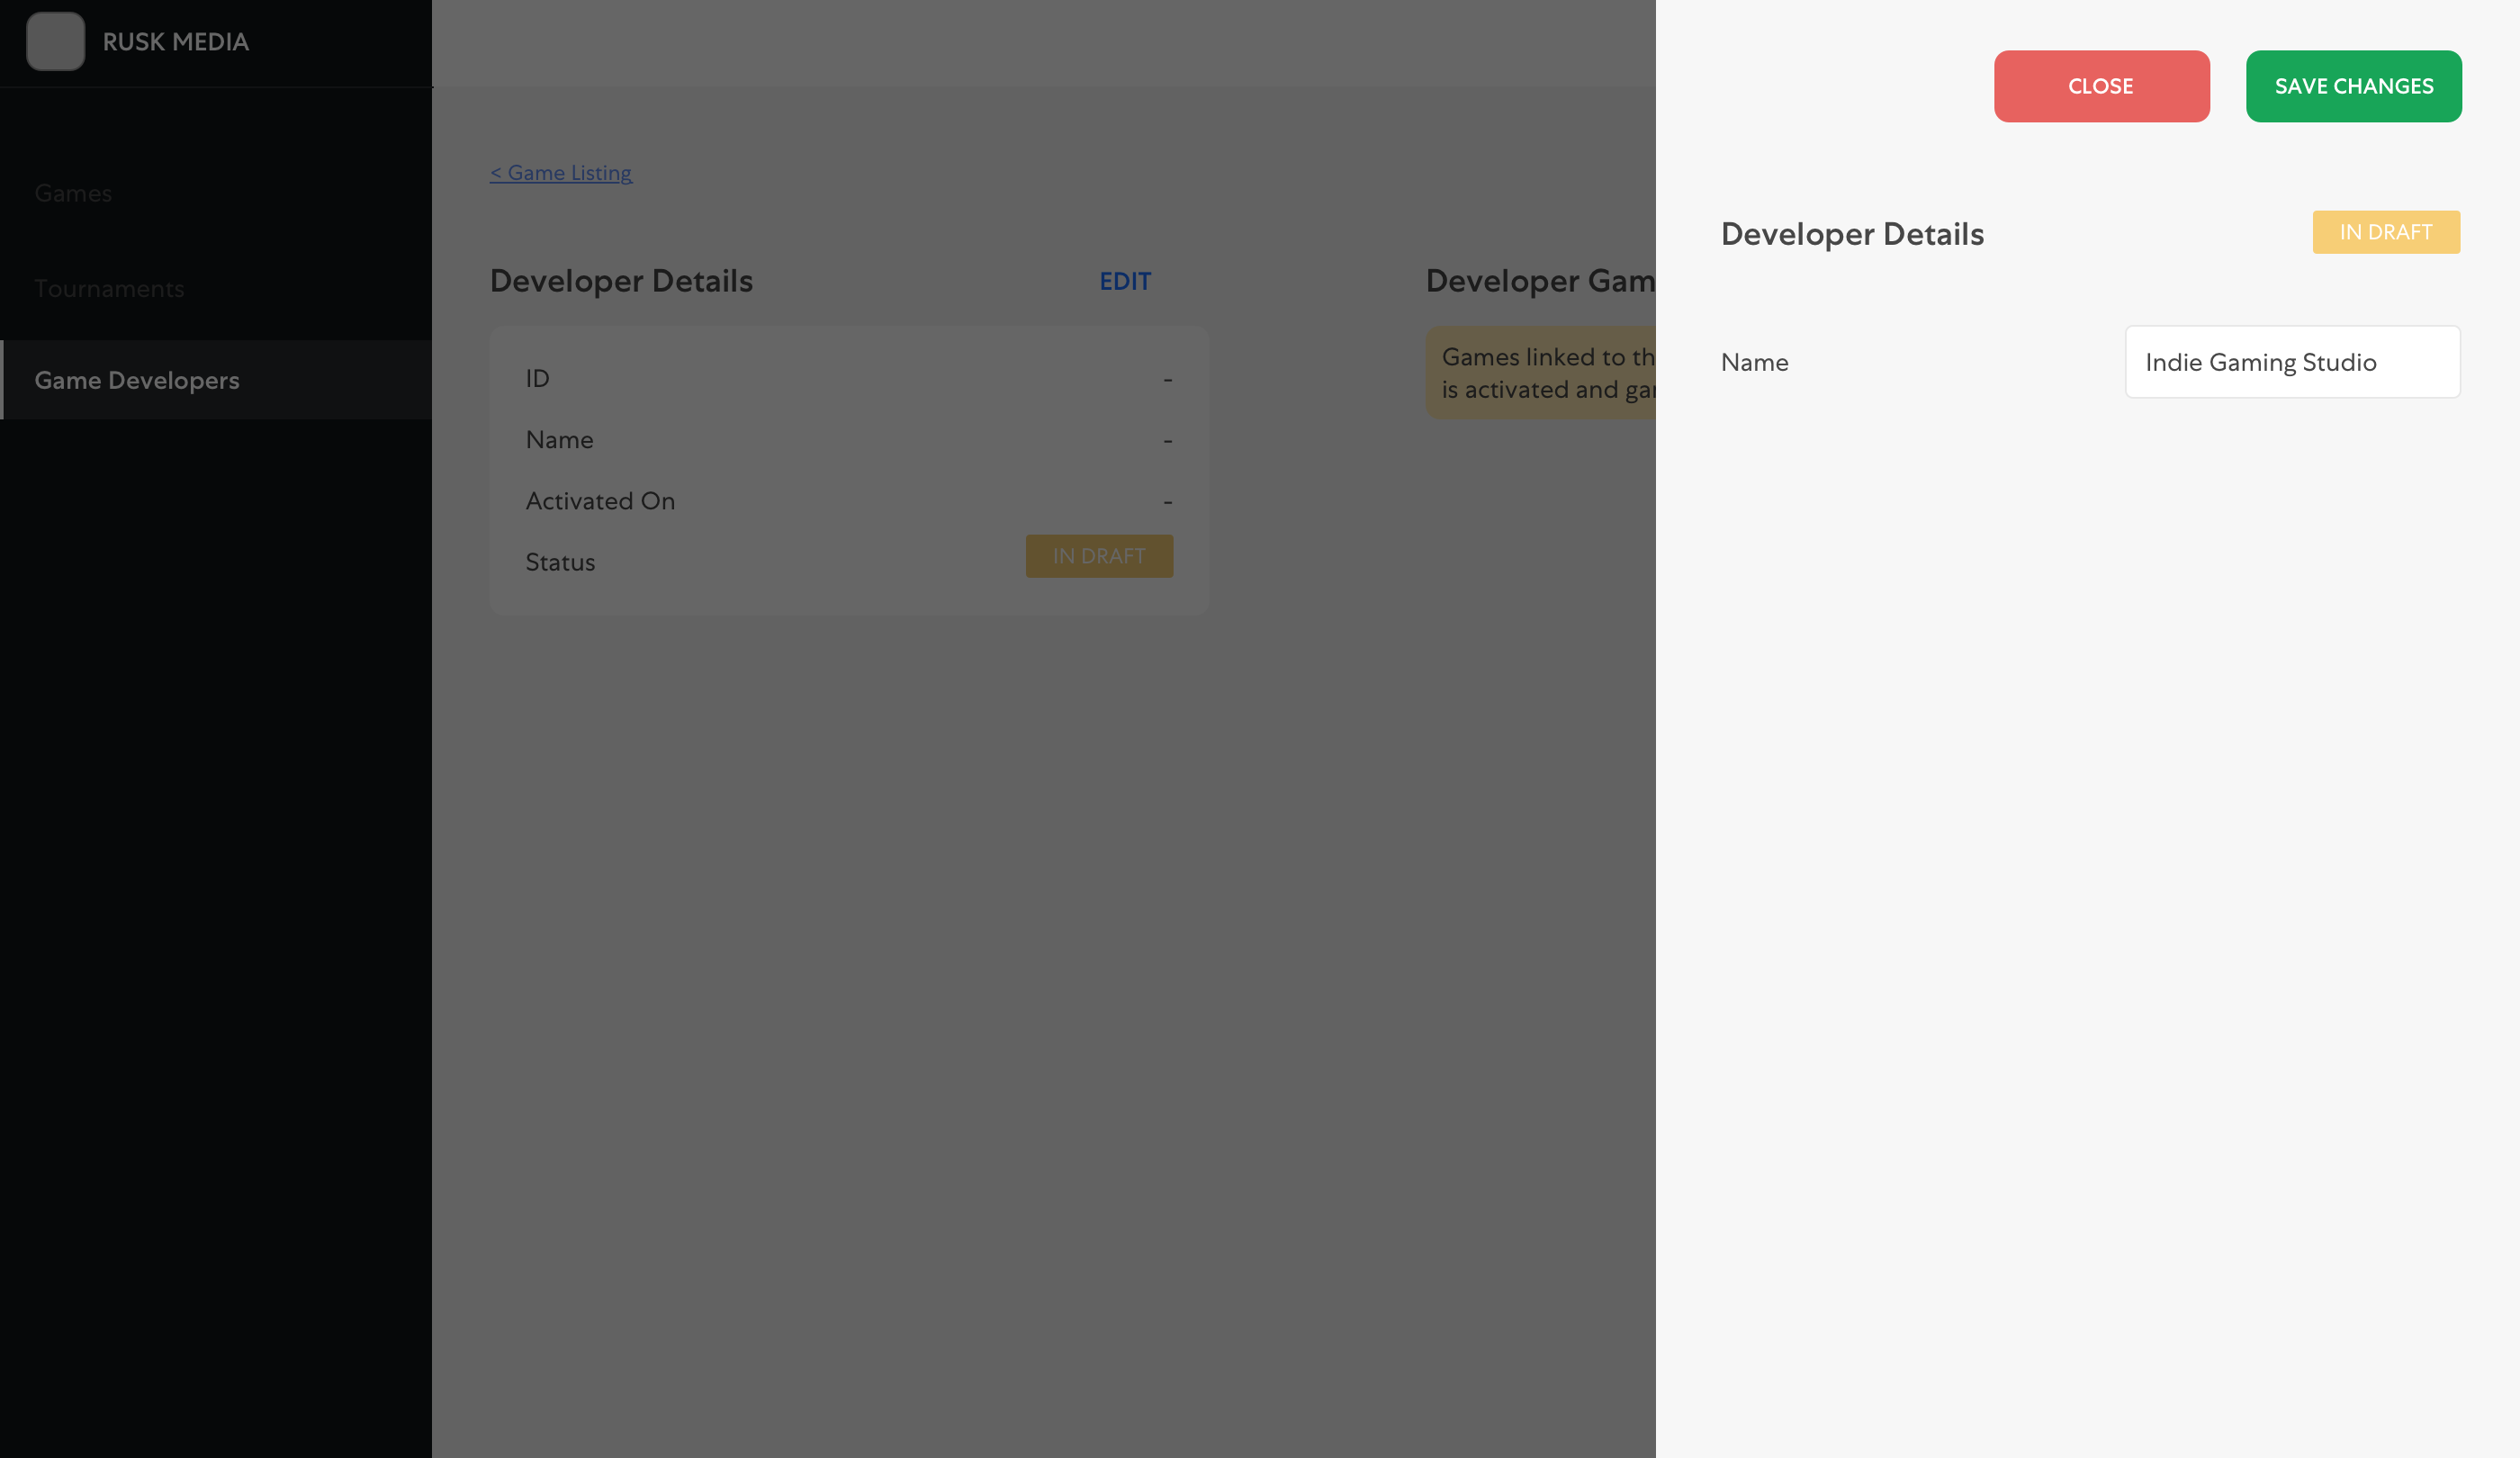 RUSK MEDIA
Games
Tournaments
Game Developers
< Game Listing
Developer Details
EDIT
ID
-
Name
-
Activated On
-
Status
IN DRAFT
Developer Gam
Games linked to th
is activated and gar
CLOSE
SAVE CHANGES
Developer Details
IN DRAFT
Name
Indie Gaming Studio